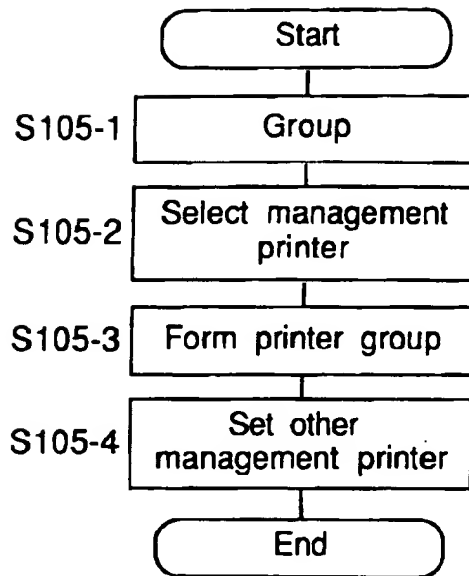 Start
S105-1
Group
S105-2
Select management
printer
S105-3
Form printer group
S105-4
Set other
management printer
End